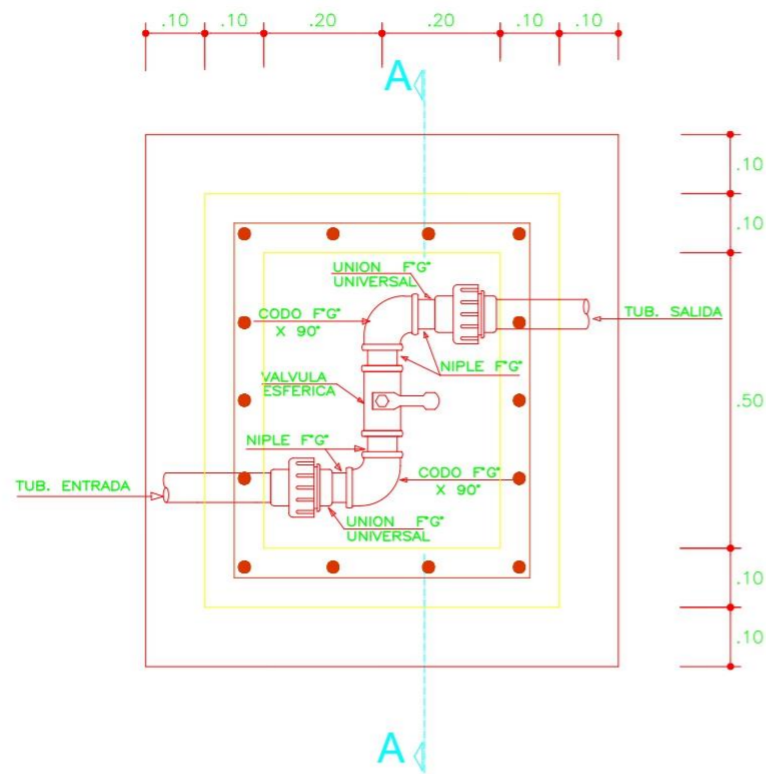 .10 .10 .20 .20 .10 .10
A
.10
.10
UNION F°G°
UNIVERSAL
CODO F°G°
X 90°
TUB. SALIDA
NIPLE F°G°
VALVULA
ESFERICA
.50
NIPLE F°G°
CODO F°G°
X 90°
TUB. ENTRADA
UNION F°G°
UNIVERSAL
.10
.10
A